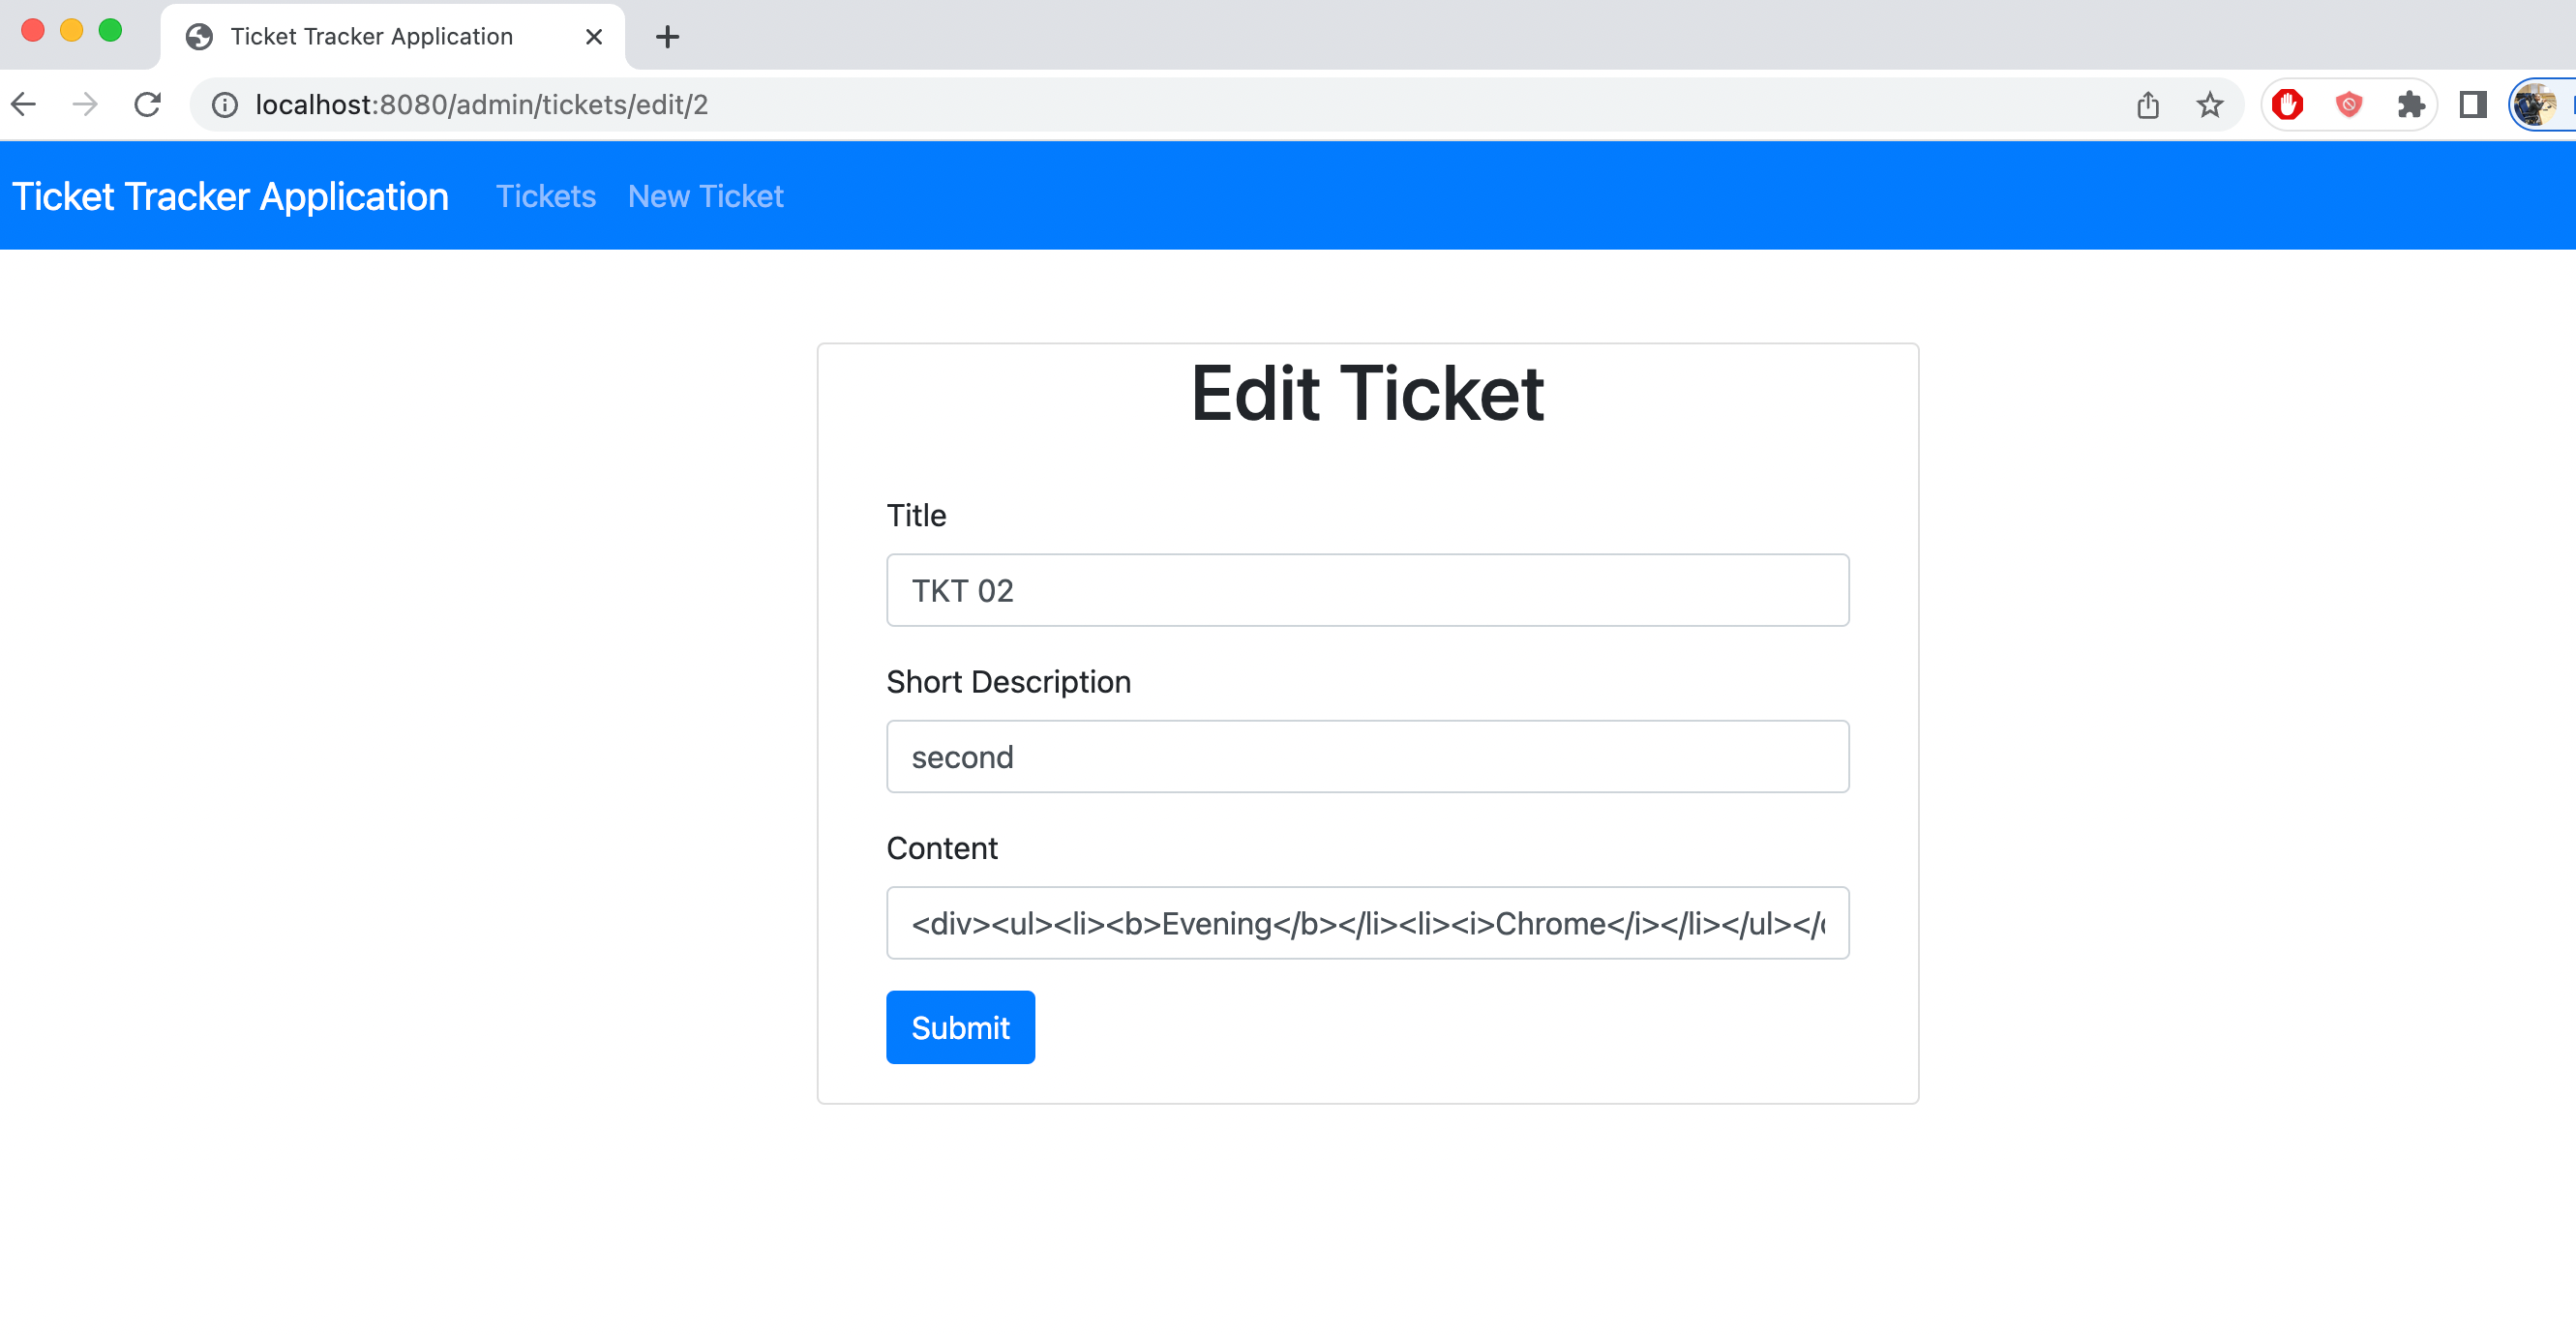 Ticket Tracker Application
localhost:8080/admin/tickets/edit/2
Ticket Tracker Application Tickets New Ticket
Edit Ticket
Title
TKT 02
Short Description
second
Content
<div><ul><li><b>Evening</b></li><li><i>Chrome</i></li></ul></
Submit